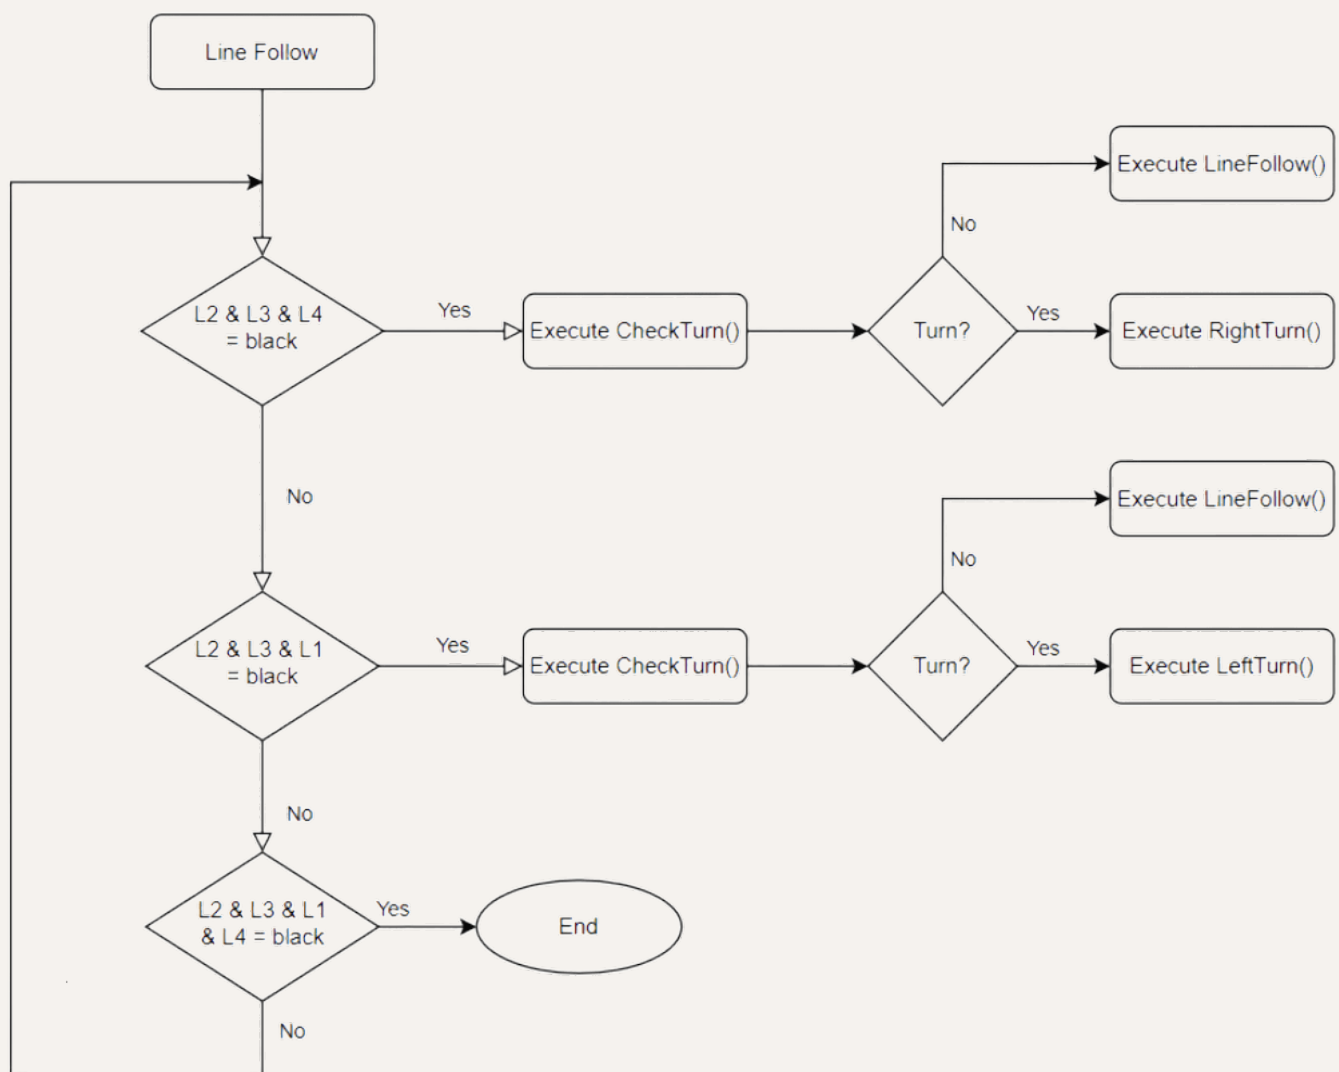 Line Follow
Execute LineFollow()
No
L2 & L3 & L4
= black
Yes
Execute CheckTurn()
Turn?
Yes
Execute RightTurn()
No
Execute LineFollow()
No
L2 & L3 & L1
= black
Yes
Execute CheckTurn()
Turn?
Yes
Execute LeftTurn()
No
L2 & L3 & L1
& L4 = black
Yes
End
No